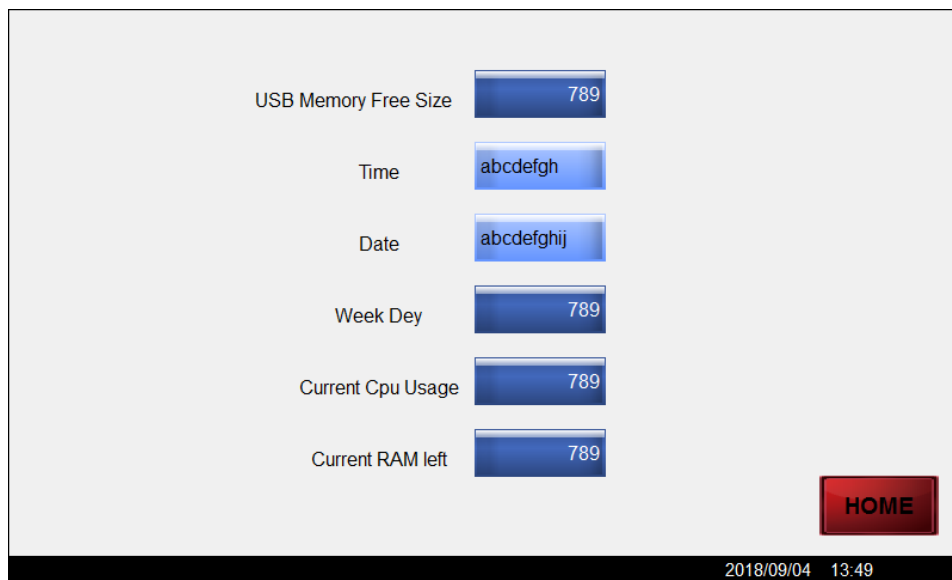 USB Memory Free Size 789
Time abcdefgh
Date abcdefghij
Week Dey 789
Current Cpu Usage 789
Current RAM left 789
HOME
2018/09/04 13:49